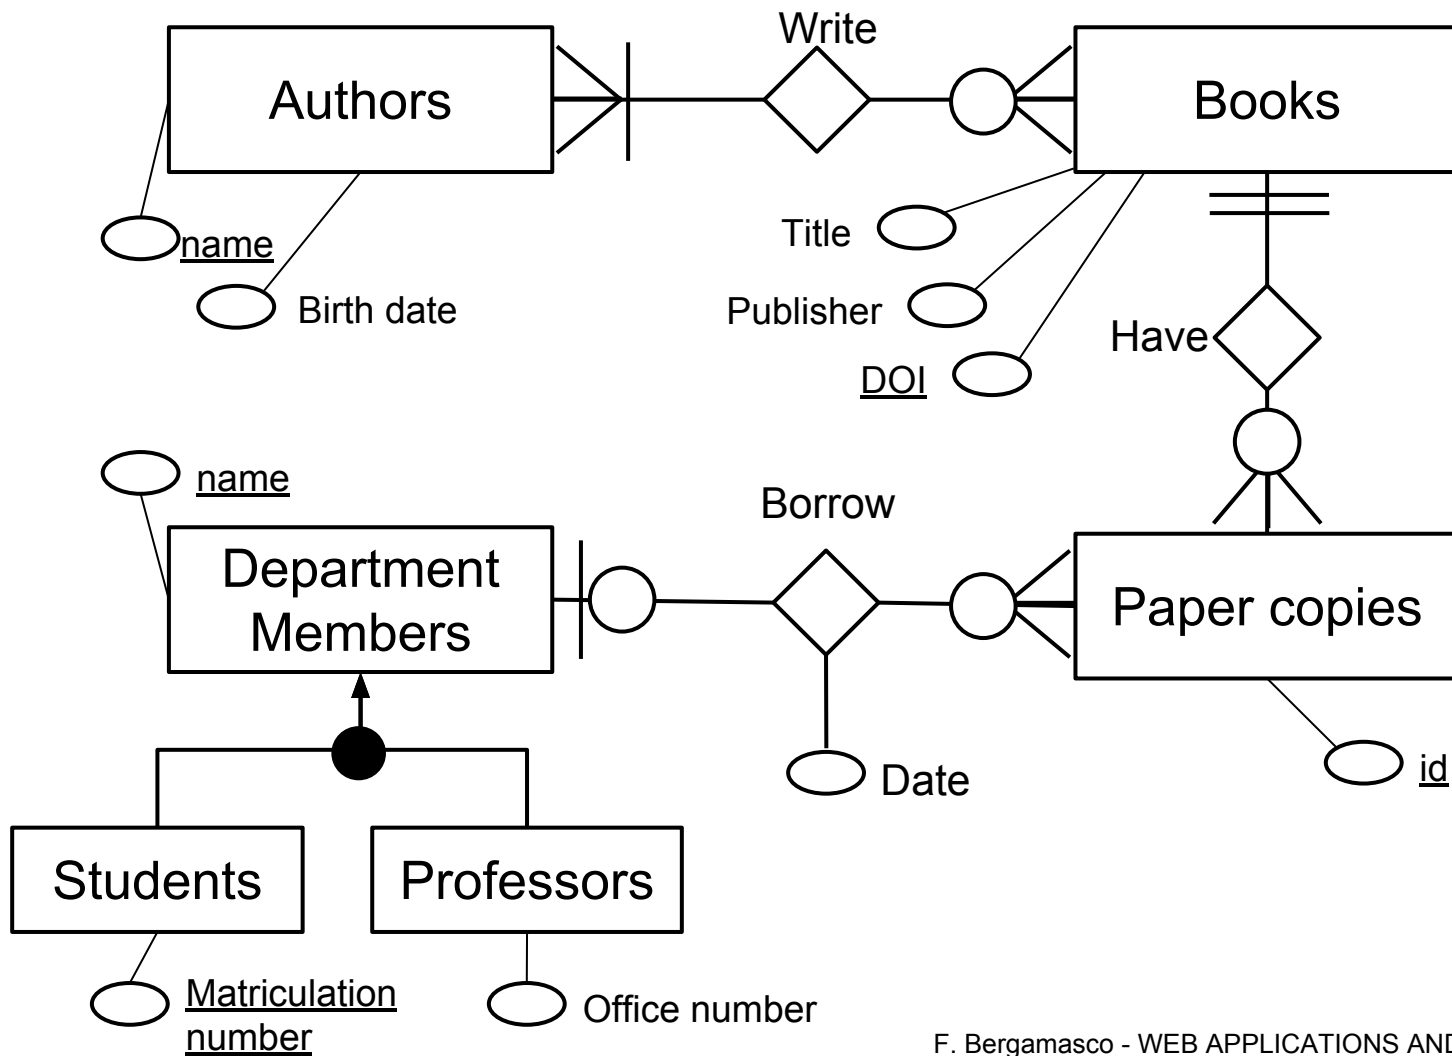 Write
Authors
Books
name
Title
Birth date
Publisher
Have
DOI
name
Borrow
Department
Members
Paper copies
Date
id
Students
Professors
Matriculation
number
Office number
F. Bergamasco - WEB APPLICATIONS AND